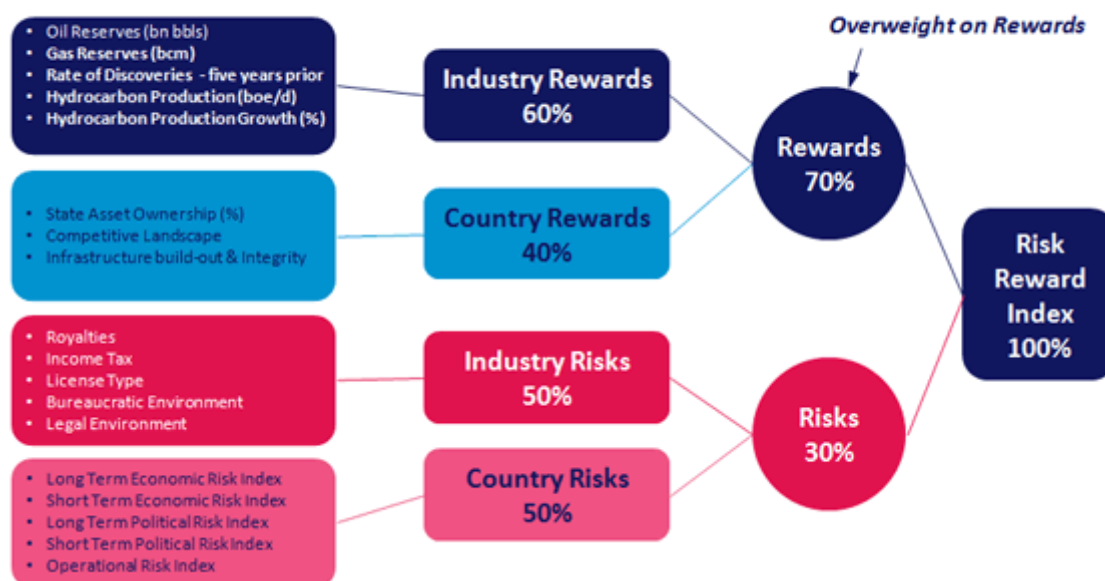 Overweight on Rewards
• Oil Reserves (bn bbls)
• Gas Reserves (bcm)
• Rate of Discoveries - five years prior
• Hydrocarbon Production (boe/d)
• Hydrocarbon Production Growth (%)
Industry Rewards
60%
Rewards
70%
• State Asset Ownership (%)
• Competitive Landscape
• Infrastructure build-out & Integrity
Country Rewards
40%
Risk
Reward
Index
100%
• Royalties
• Income Tax
• License Type
• Bureaucratic Environment
• Legal Environment
Industry Risks
50%
Risks
30%
• Long Term Economic Risk Index
• Short Term Economic Risk Index
• Long Term Political Risk Index
• Short Term Political Risk Index
• Operational Risk Index
Country Risks
50%